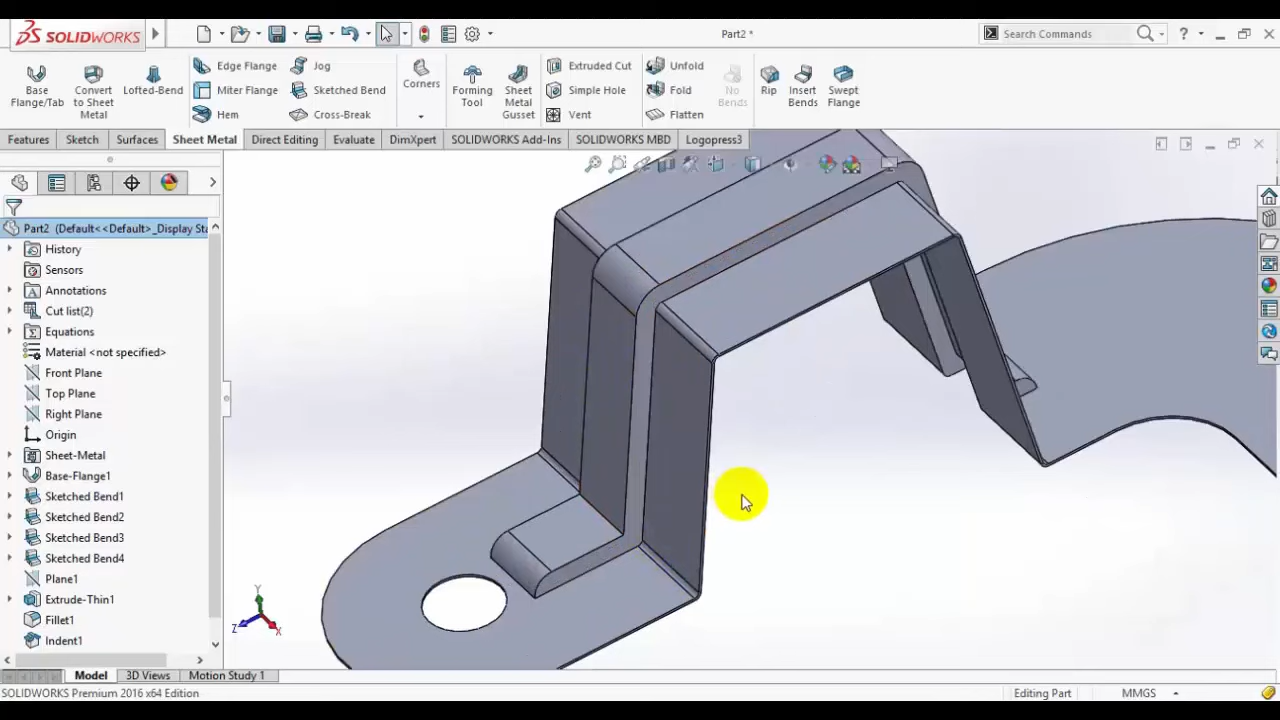 SOLIDWORKS
Part2 *
Search Commands
?
Base Flange/Tab
Convert to Sheet Metal
Lofted-Bend
Edge Flange
Miter Flange
Hem
Jog
Sketched Bend
Cross-Break
Corners
Forming Tool
Sheet Metal Gusset
Extruded Cut
Simple Hole
Vent
Unfold
Fold
Flatten
No Bends
Rip
Insert Bends
Swept Flange
Features
Sketch
Surfaces
Sheet Metal
Direct Editing
Evaluate
DimXpert
SOLIDWORKS Add-Ins
SOLIDWORKS MBD
Logopress3
Part2 (Default<<Default>_Display Sta
History
Sensors
Annotations
Cut list(2)
Equations
Material <not specified>
Front Plane
Top Plane
Right Plane
Origin
Sheet-Metal
Base-Flange1
Sketched Bend1
Sketched Bend2
Sketched Bend3
Sketched Bend4
Plane1
Extrude-Thin1
Fillet1
Indent1
Y
Z
X
Model
3D Views
Motion Study 1
SOLIDWORKS Premium 2016 x64 Edition
Editing Part
MMGS